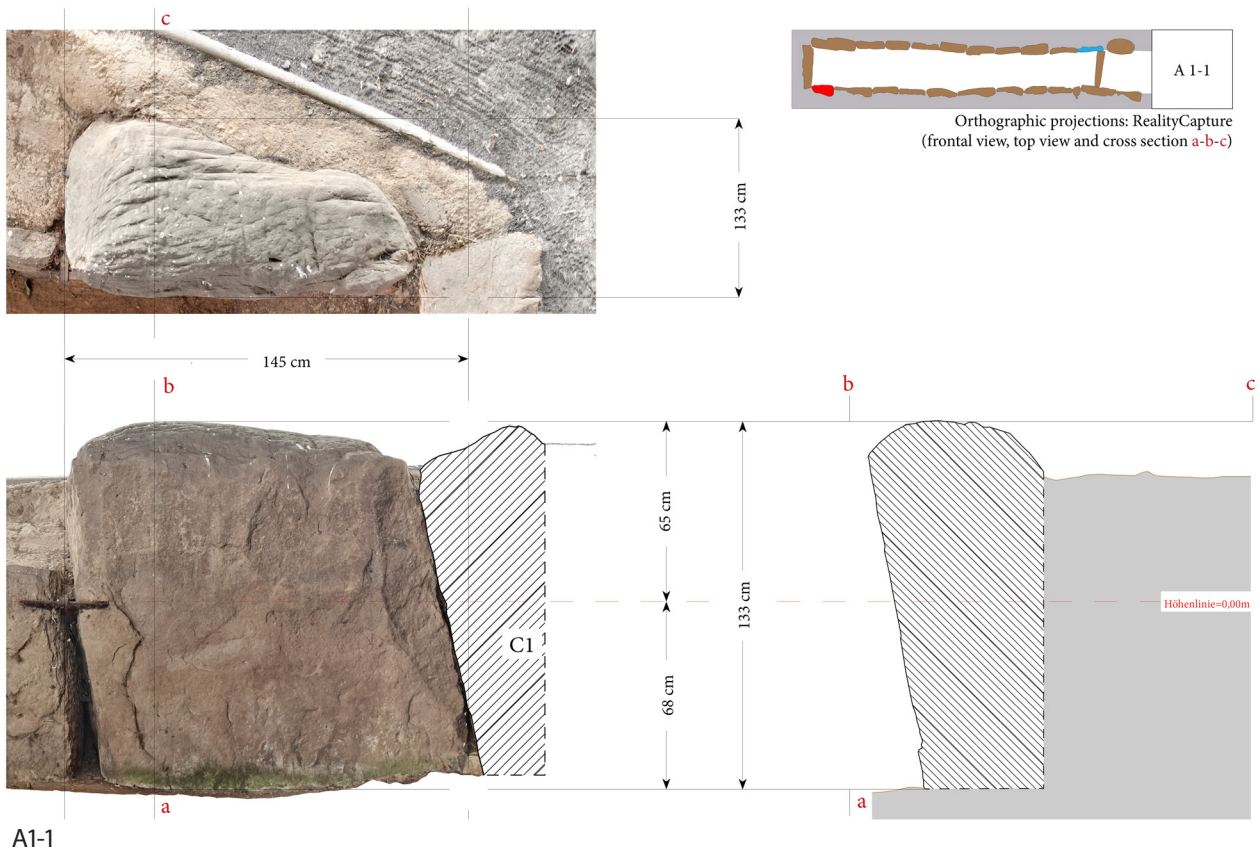 c
A 1-1
Orthographic projections: RealityCapture
(frontal view, top view and cross section a-b-c)
133 cm
145 cm
b
b
c
65 cm
133 cm
Höhenlinie=0,00m
C1
68 cm
a
a
A1-1